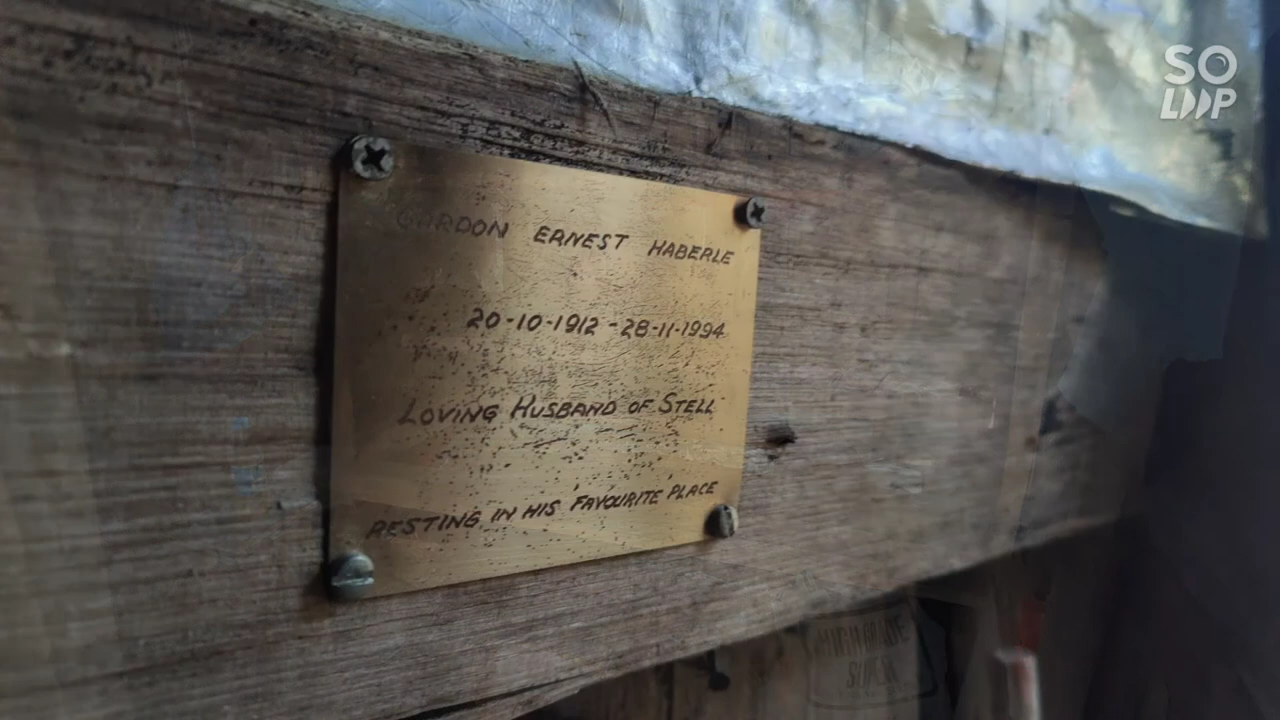 GORDON ERNEST HABERLE
20-10-1912 - 28-11-1994
LOVING HUSBAND OF STELL
RESTING IN HIS FAVOURITE PLACE
SO
LOOP